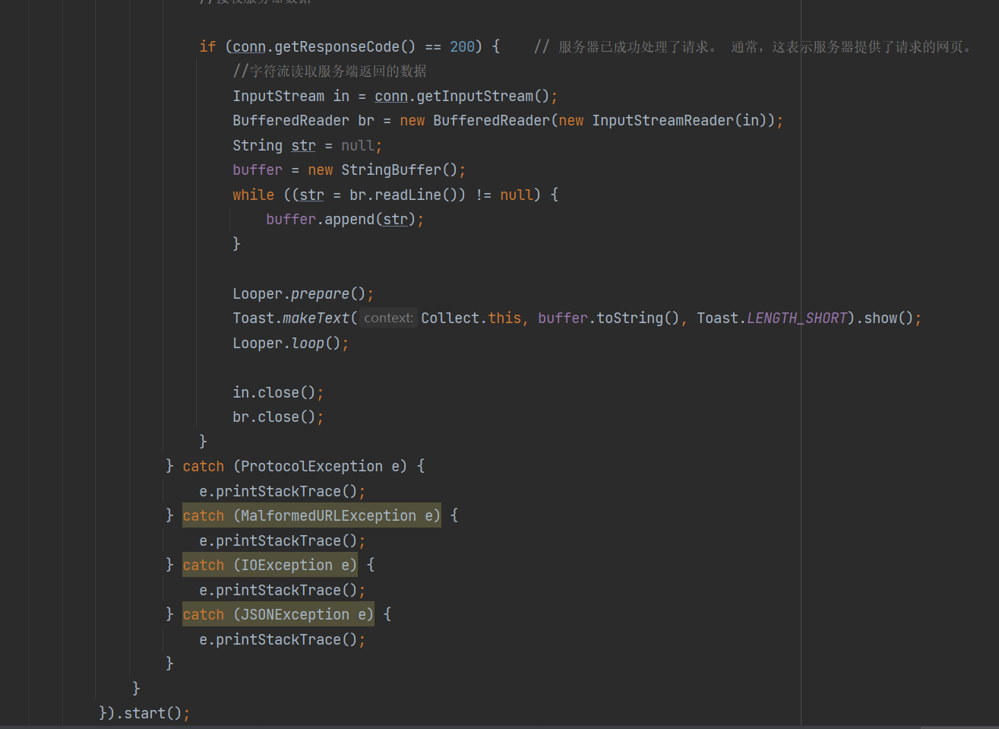 if (conn.getResponseCode() == 200) {    // 服务器已成功处理了请求。 通常，这表示服务器提供了请求的网页。
//字符流读取服务端返回的数据
InputStream in = conn.getInputStream();
BufferedReader br = new BufferedReader(new InputStreamReader(in));
String str = null;
buffer = new StringBuffer();
while ((str = br.readLine()) != null) {
buffer.append(str);
}
Looper.prepare();
Toast.makeText( context: Collect.this, buffer.toString(), Toast.LENGTH_SHORT).show();
Looper.loop();
in.close();
br.close();
}
} catch (ProtocolException e) {
e.printStackTrace();
} catch (MalformedURLException e) {
e.printStackTrace();
} catch (IOException e) {
e.printStackTrace();
} catch (JSONException e) {
e.printStackTrace();
}
}
}).start();